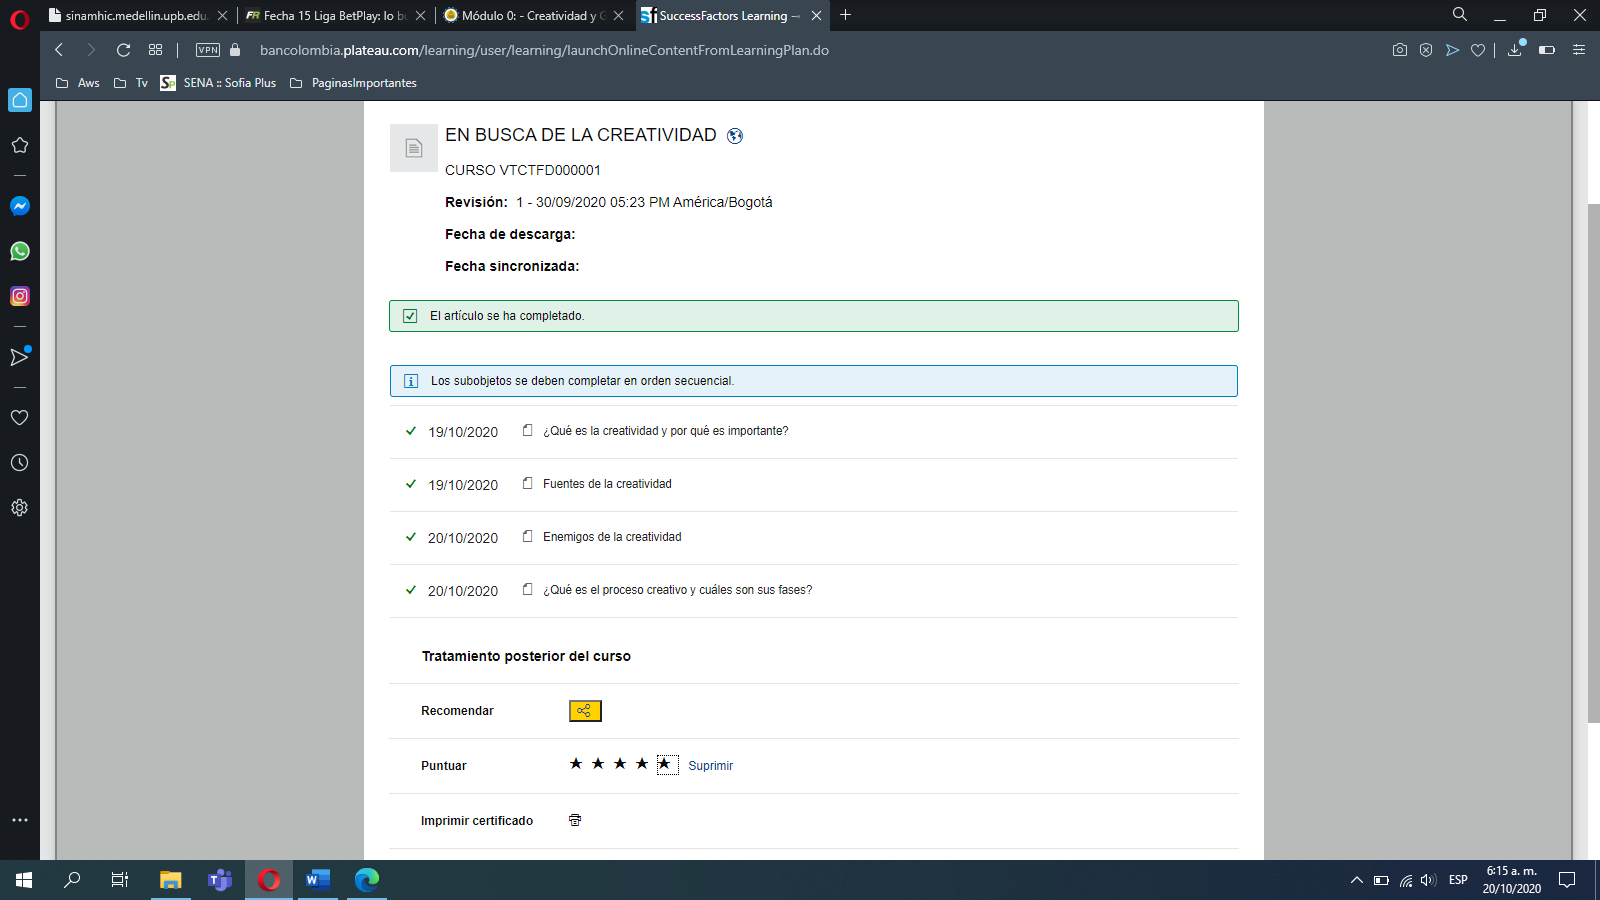 sinamhic.medellin.upb.edu.
Fecha 15 Liga BetPlay: lo b
Módulo 0: - Creatividad y G
SuccessFactors Learning –
VPN
bancolombia.plateau.com/learning/user/learning/launchOnlineContentFromLearningPlan.do
Aws
Tv
SENA :: Sofia Plus
PaginasImportantes
EN BUSCA DE LA CREATIVIDAD
CURSO VTCTFD000001
Revisión: 1 - 30/09/2020 05:23 PM América/Bogotá
Fecha de descarga:
Fecha sincronizada:
El artículo se ha completado.
Los subobjetos se deben completar en orden secuencial.
19/10/2020 ¿Qué es la creatividad y por qué es importante?
19/10/2020 Fuentes de la creatividad
20/10/2020 Enemigos de la creatividad
20/10/2020 ¿Qué es el proceso creativo y cuáles son sus fases?
Tratamiento posterior del curso
Recomendar
Puntuar ★ ★ ★ ★ ★ Suprimir
Imprimir certificado
ESP
6:15 a. m.
20/10/2020